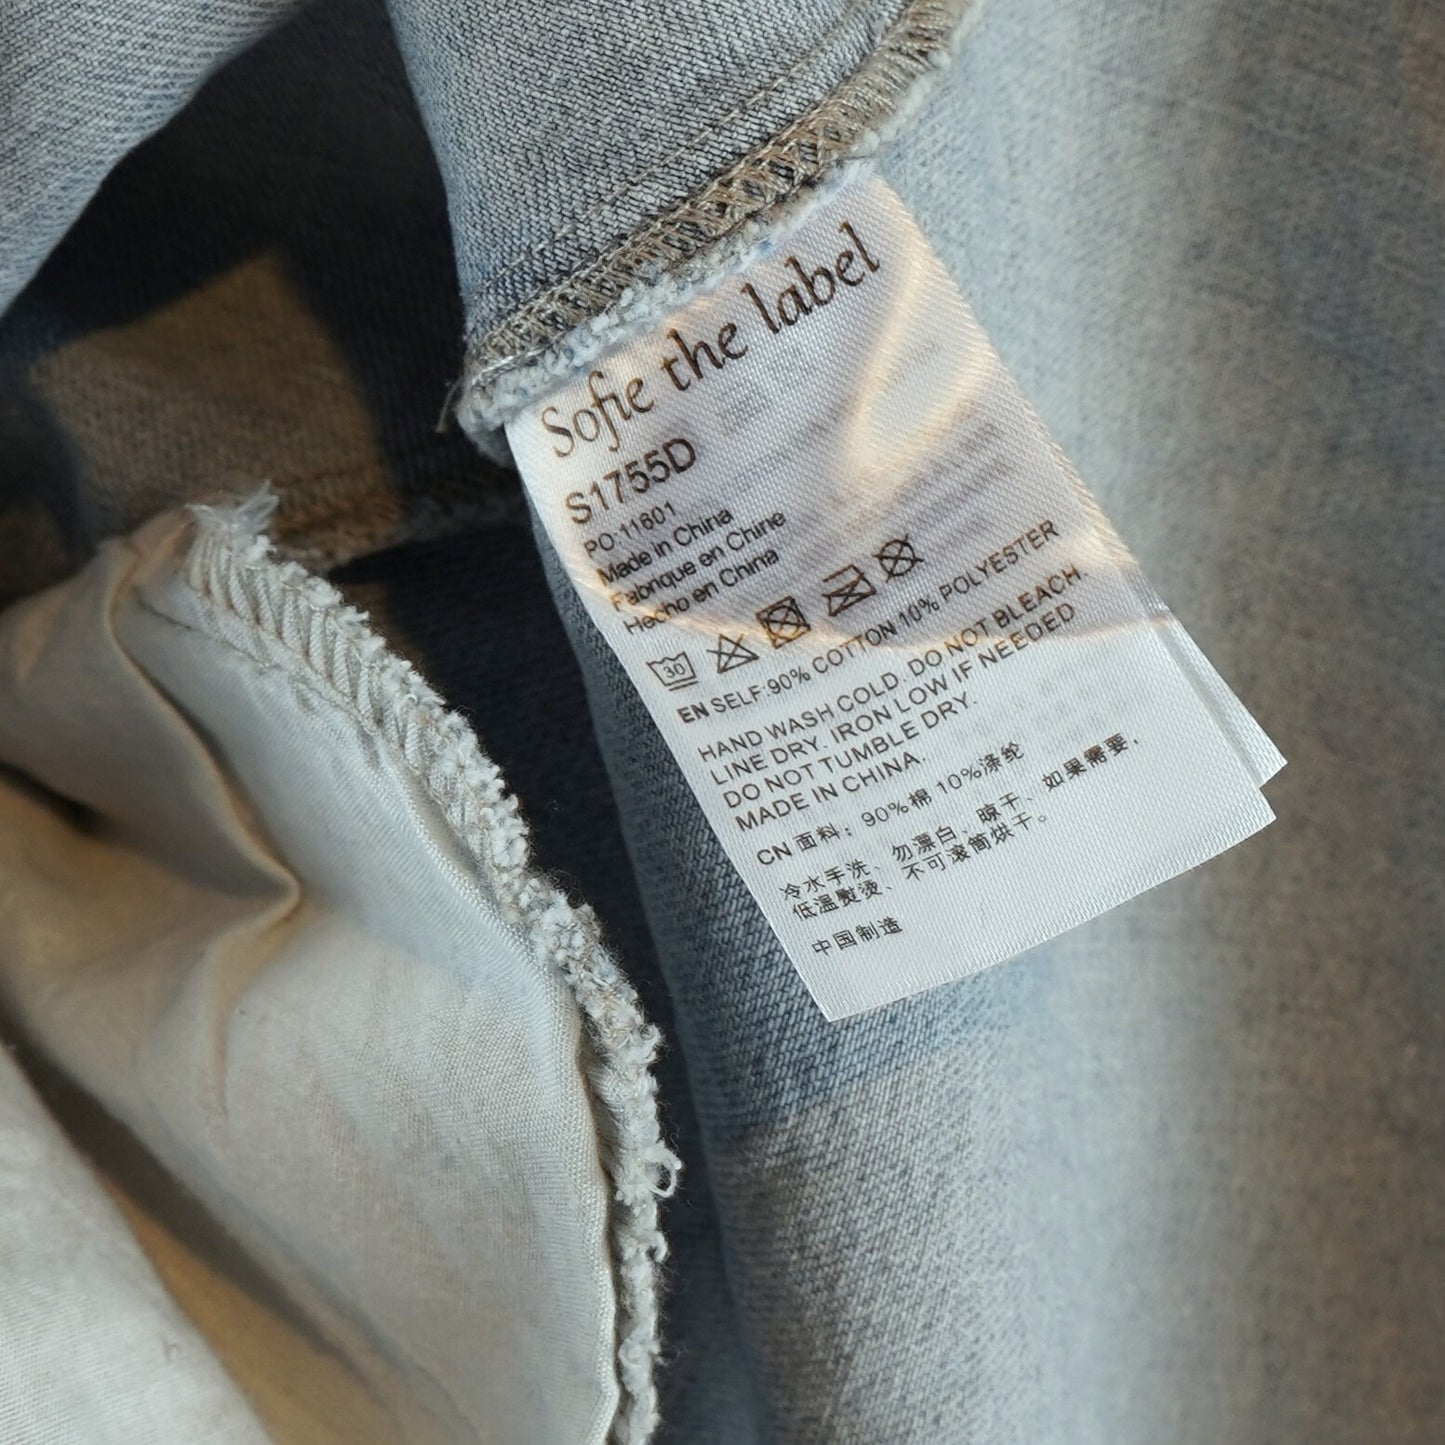 Sofie the label
S1755D
PO:11601
Made in China
Fabrique en Chine
Hecho en China
30
EN SELF:90% COTTON 10% POLYESTER
HAND WASH COLD. DO NOT BLEACH.
LINE DRY. IRON LOW IF NEEDED
DO NOT TUMBLE DRY.
MADE IN CHINA.
CN 面料：90%棉 10%涤纶
冷水手洗、勿漂白、晾干、如果需要，
低温熨烫、不可滚筒烘干。
中国制造